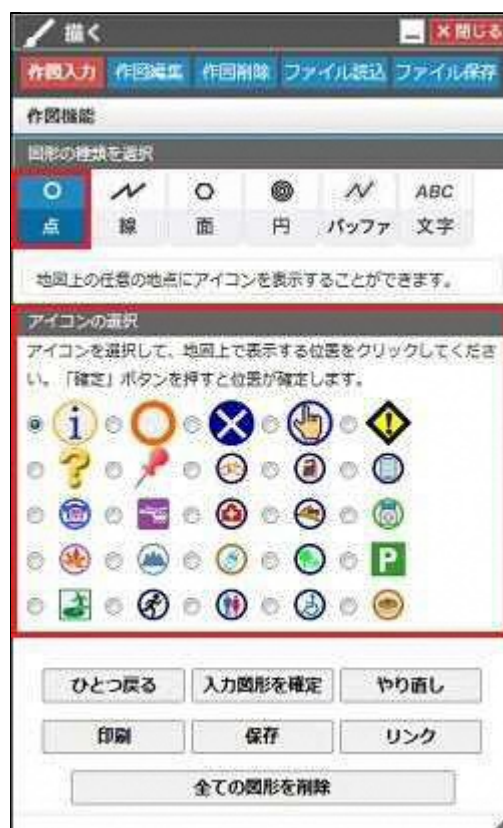 描く
閉じる
作図入力 作図編集 作図削除 ファイル読込 ファイル保存
作図機能
図形の種類を選択
点 線 面 円 バッファ ABC 文字
地図上の任意の地点にアイコンを表示することができます。
アイコンの選択
アイコンを選択して、地図上で表示する位置をクリックしてくださ
い。「確定」ボタンを押すと位置が確定します。
i
?
P
ひとつ戻る 入力図形を確定 やり直し
印刷 保存 リンク
全ての図形を削除